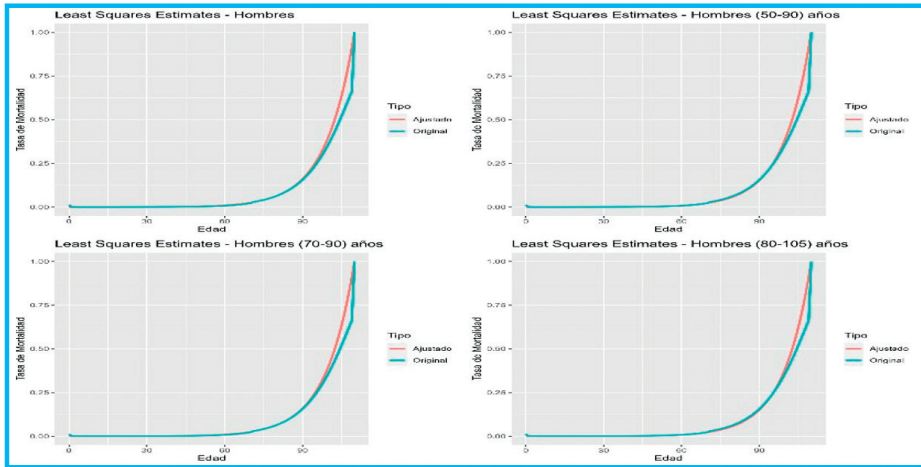 Least Squares Estimates - Hombres
1.00
0.75
0.50
0.25
0.00
Tasa de Mortalidad
0
30
60
90
Edad
Tipo
Ajustado
Original
Least Squares Estimates - Hombres (50-90) años
1.00
0.75
0.50
0.25
0.00
Tasa de Mortalidad
0
30
60
90
Edad
Tipo
Ajustado
Original
Least Squares Estimates - Hombres (70-90) años
1.00
0.75
0.50
0.25
0.00
Tasa de Mortalidad
0
30
60
90
Edad
Tipo
Ajustado
Original
Least Squares Estimates - Hombres (80-105) años
1.00
0.75
0.50
0.25
0.00
Tasa de Mortalidad
0
30
60
90
Edad
Tipo
Ajustado
Original